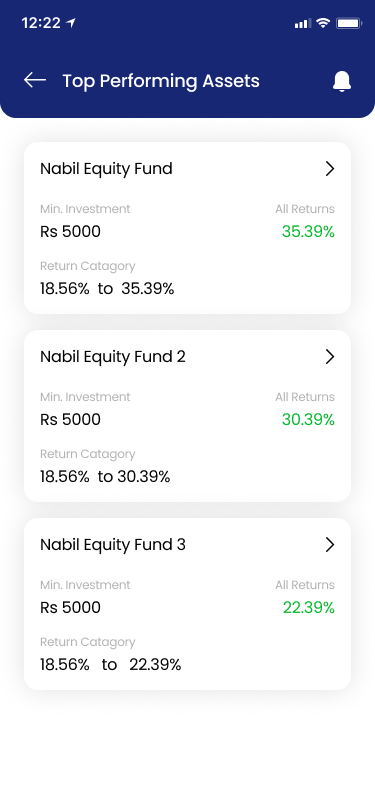 12:22
Top Performing Assets
Nabil Equity Fund
Min. Investment All Returns
Rs 5000 35.39%
Return Catagory
18.56% to 35.39%
Nabil Equity Fund 2
Min. Investment All Returns
Rs 5000 30.39%
Return Catagory
18.56% to 30.39%
Nabil Equity Fund 3
Min. Investment All Returns
Rs 5000 22.39%
Return Catagory
18.56% to 22.39%